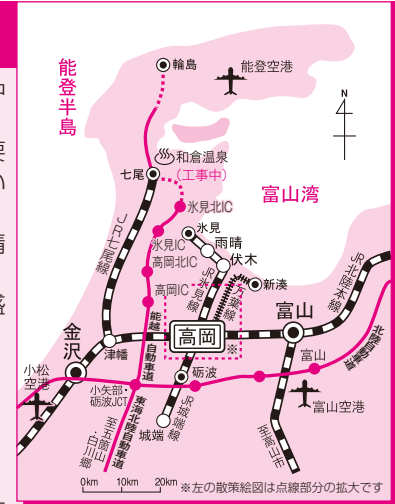 能登半島
輪島
能登空港
N
和倉温泉
(工事中)
七尾
富山湾
氷見北IC
氷見
氷見IC
雨晴
高岡北IC
伏木
JR七尾線
JR氷見線
万葉線
新湊
高岡IC
富山
JR北陸本線
能越自動車道
高岡
※
金沢
津幡
北陸自動車道
小松空港
砺波
富山
小矢部・砺波JCT
富山空港
東海北陸自動車道
JR城端線
至五箇山・白川郷
城端
至高山市
0km 10km 20km
※左の散策絵図は点線部分の拡大です